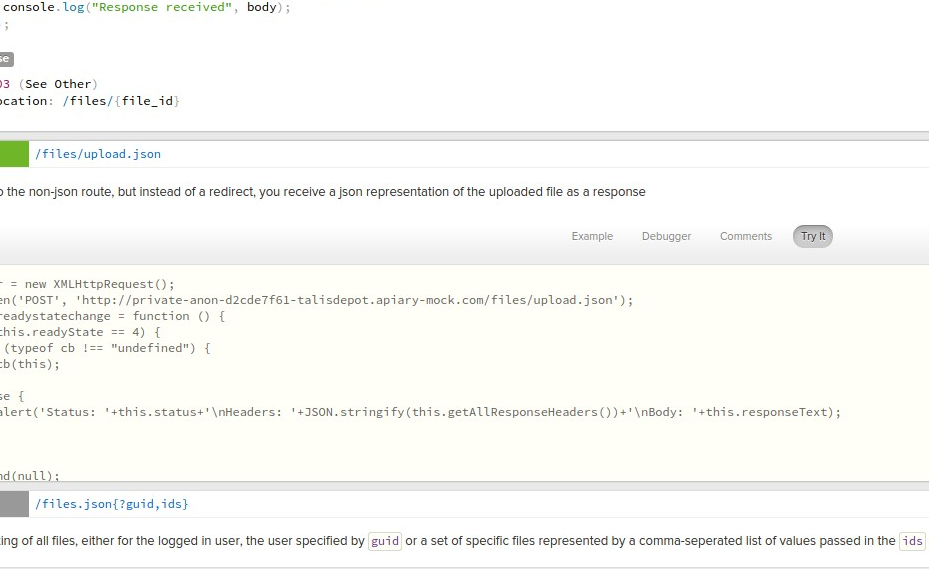 console.log("Response received", body);
;
se
03 (See Other)
ocation: /files/{file_id}
/files/upload.json
o the non-json route, but instead of a redirect, you receive a json representation of the uploaded file as a response
Example Debugger Comments Try It
r = new XMLHttpRequest();
en('POST', 'http://private-anon-d2cde7f61-talisdepot.apiary-mock.com/files/upload.json');
readystatechange = function () {
this.readyState == 4) {
(typeof cb !== "undefined") {
cb(this);
se {
alert('Status: '+this.status+'\nHeaders: '+JSON.stringify(this.getAllResponseHeaders())+'\nBody: '+this.responseText);
nd(null);
/files.json{?guid,ids}
ing of all files, either for the logged in user, the user specified by guid or a set of specific files represented by a comma-seperated list of values passed in the ids